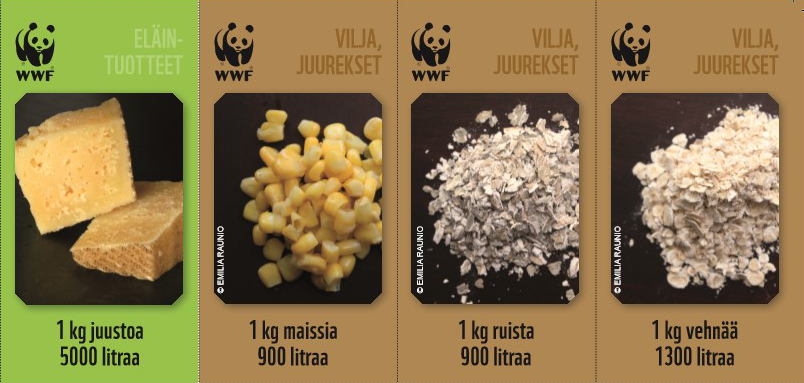 WWF
ELÄIN-
TUOTTEET
1 kg juustoa
5000 litraa
WWF
VILJA,
JUUREKSET
© EMILIA RAUNIO
1 kg maissia
900 litraa
WWF
VILJA,
JUUREKSET
© EMILIA RAUNIO
1 kg ruista
900 litraa
WWF
VILJA,
JUUREKSET
© EMILIA RAUNIO
1 kg vehnää
1300 litraa